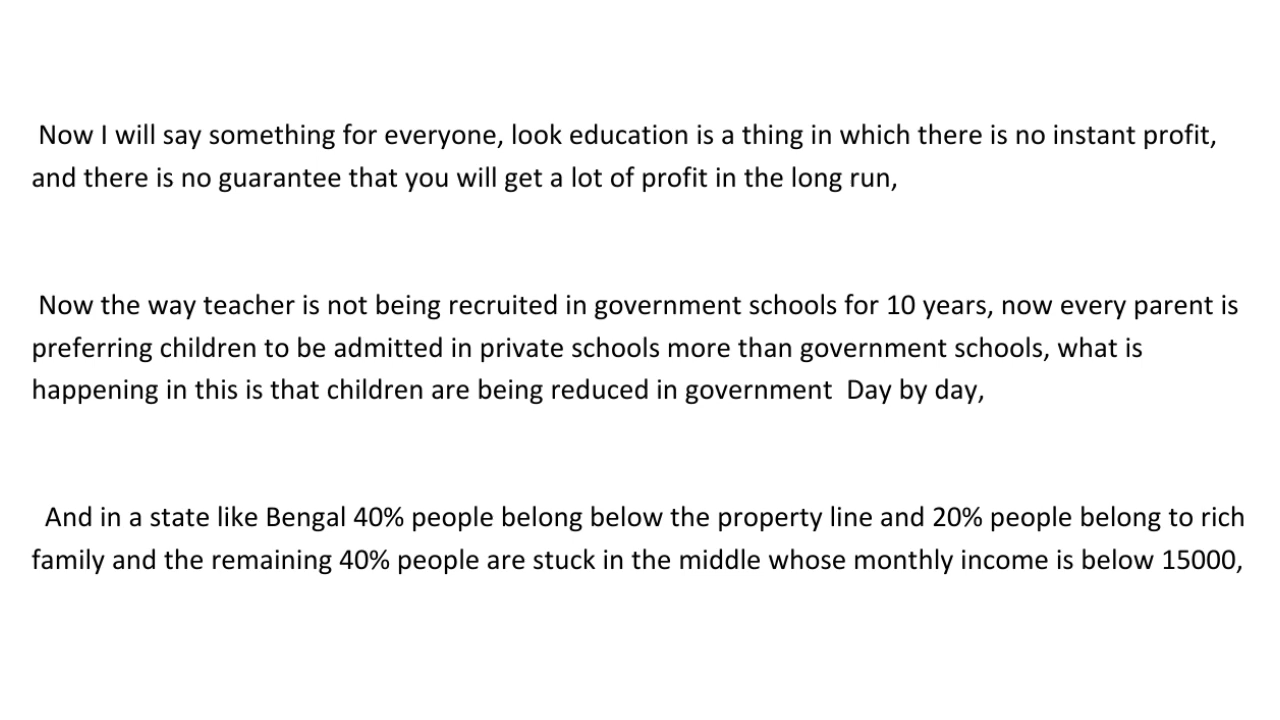 Now I will say something for everyone, look education is a thing in which there is no instant profit,
and there is no guarantee that you will get a lot of profit in the long run,
Now the way teacher is not being recruited in government schools for 10 years, now every parent is
preferring children to be admitted in private schools more than government schools, what is
happening in this is that children are being reduced in government  Day by day,
And in a state like Bengal 40% people belong below the property line and 20% people belong to rich
family and the remaining 40% people are stuck in the middle whose monthly income is below 15000,